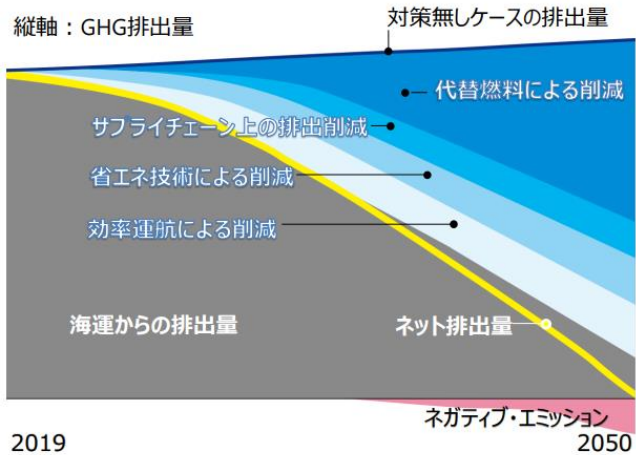 縦軸：GHG排出量
対策無しケースの排出量
代替燃料による削減
サプライチェーン上の排出削減
省エネ技術による削減
効率運航による削減
海運からの排出量
ネット排出量
ネガティブ・エミッション
2019
2050